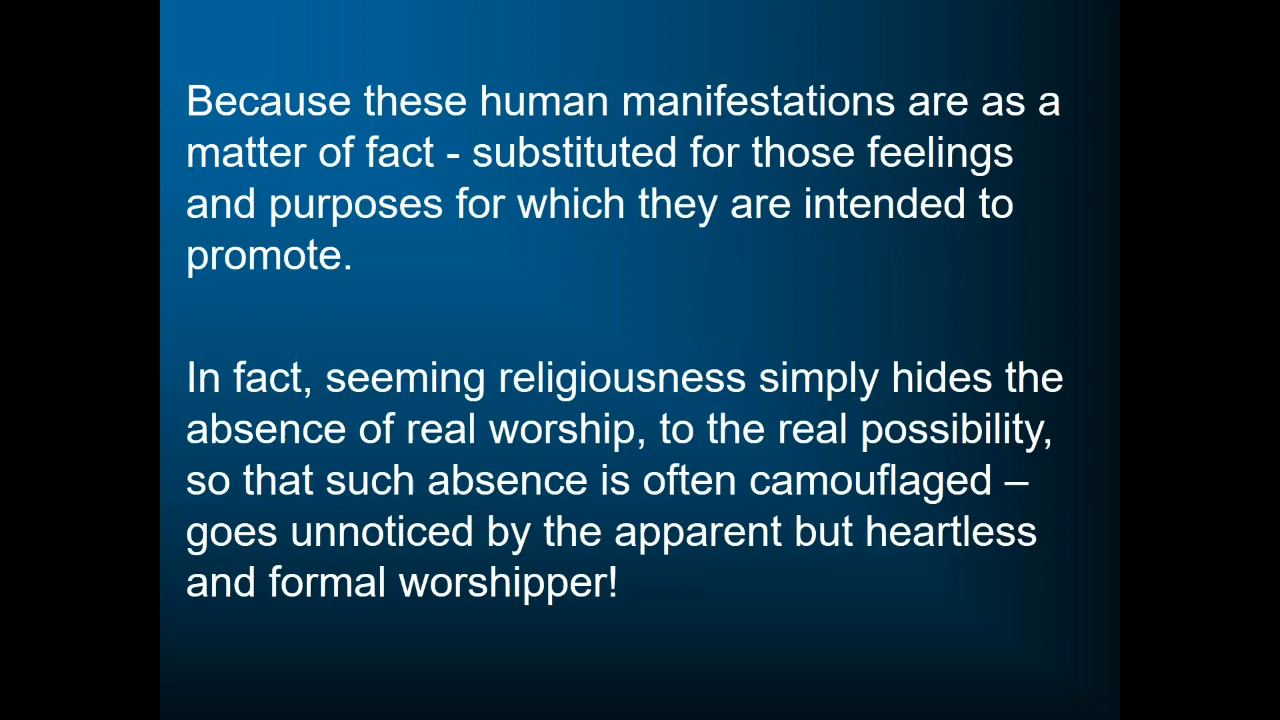 Because these human manifestations are as a
matter of fact - substituted for those feelings
and purposes for which they are intended to
promote.
In fact, seeming religiousness simply hides the
absence of real worship, to the real possibility,
so that such absence is often camouflaged –
goes unnoticed by the apparent but heartless
and formal worshipper!